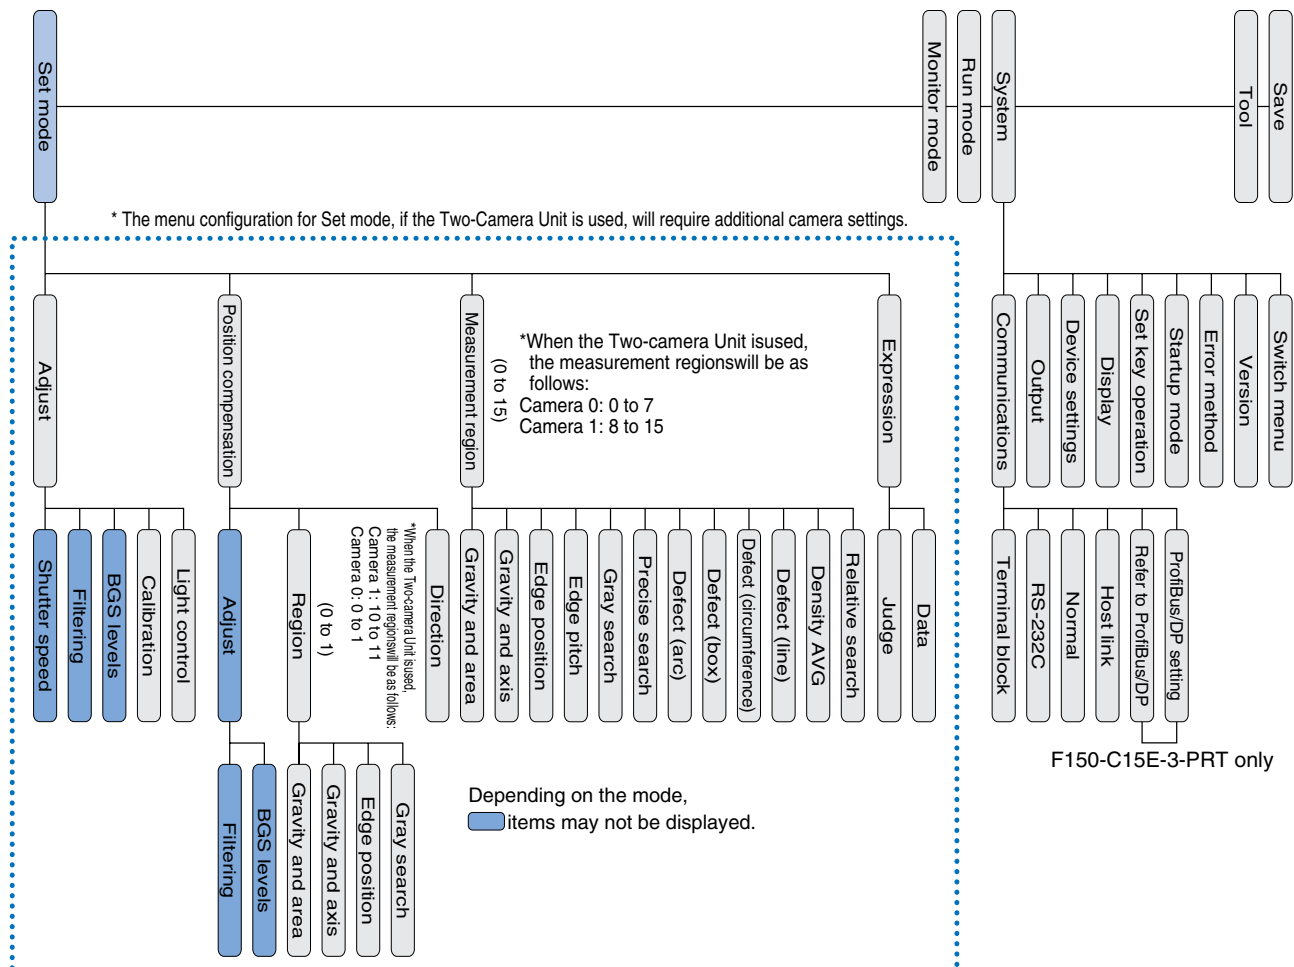 Set mode
Monitor mode
Run mode
System
Tool
Save
* The menu configuration for Set mode, if the Two-Camera Unit is used, will require additional camera settings.
Adjust
Position compensation
Measurement region
(0 to 15)
*When the Two-camera Unit isused,
the measurement regionswill be as
follows:
Camera 0: 0 to 7
Camera 1: 8 to 15
Expression
Communications
Output
Device settings
Display
Set key operation
Startup mode
Error method
Version
Switch menu
Shutter speed
Filtering
BGS levels
Calibration
Light control
Adjust
Region
(0 to 1)
*When the Two-camera Unit isused,
the measurement regionswill be as follows:
Camera 1: 10 to 11
Camera 0: 0 to 1
Direction
Gravity and area
Gravity and axis
Edge position
Edge pitch
Gray search
Precise search
Defect (arc)
Defect (box)
Defect (circumference)
Defect (line)
Density AVG
Relative search
Judge
Data
Terminal block
RS-232C
Normal
Host link
Refer to ProfiBus/DP
ProfiBus/DP setting
F150-C15E-3-PRT only
Filtering
BGS levels
Gravity and area
Gravity and axis
Edge position
Gray search
Depending on the mode,
items may not be displayed.